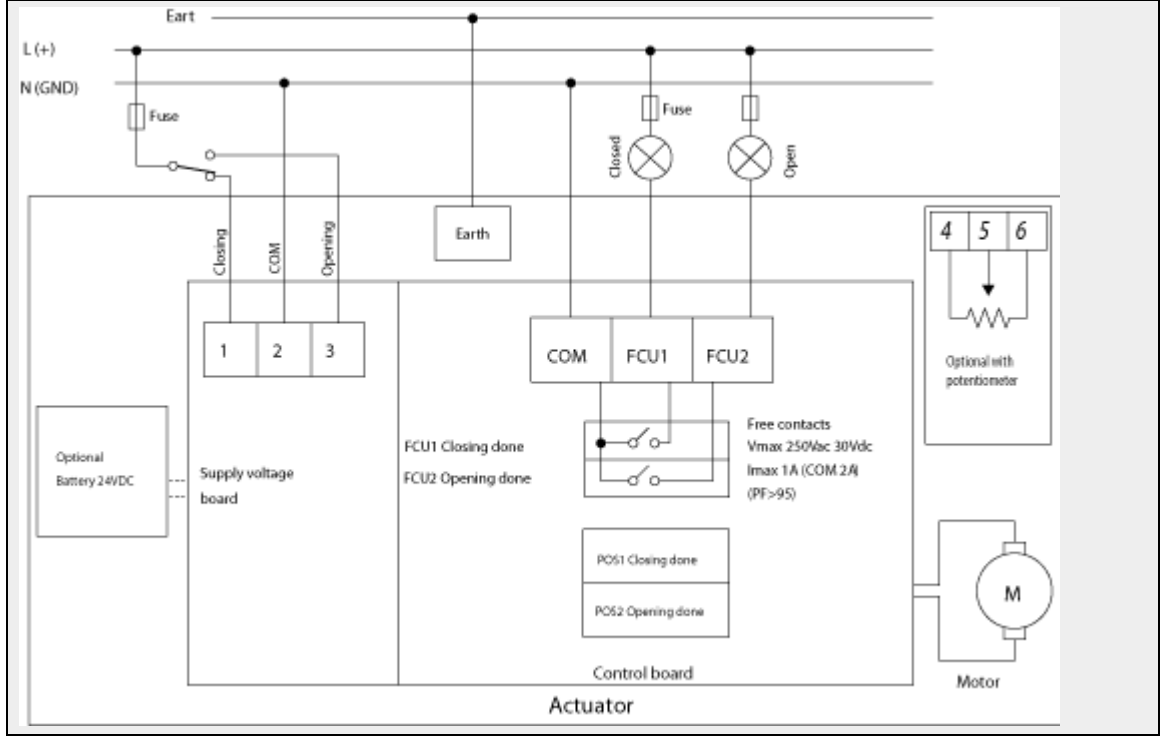 Eart
L (+)
N (GND)
Fuse
Fuse
Closed
Open
Closing
COM
Opening
Earth
4 5 6
1 2 3
COM FCU1 FCU2
Optional with
potentiometer
FCU1 Closing done
FCU2 Opening done
Free contacts
Vmax 250Vac 30Vdc
Imax 1A (COM 2A)
(PF>95)
Optional
Battery 24VDC
Supply voltage
board
POS1 Closing done
POS2 Opening done
M
Control board
Motor
Actuator